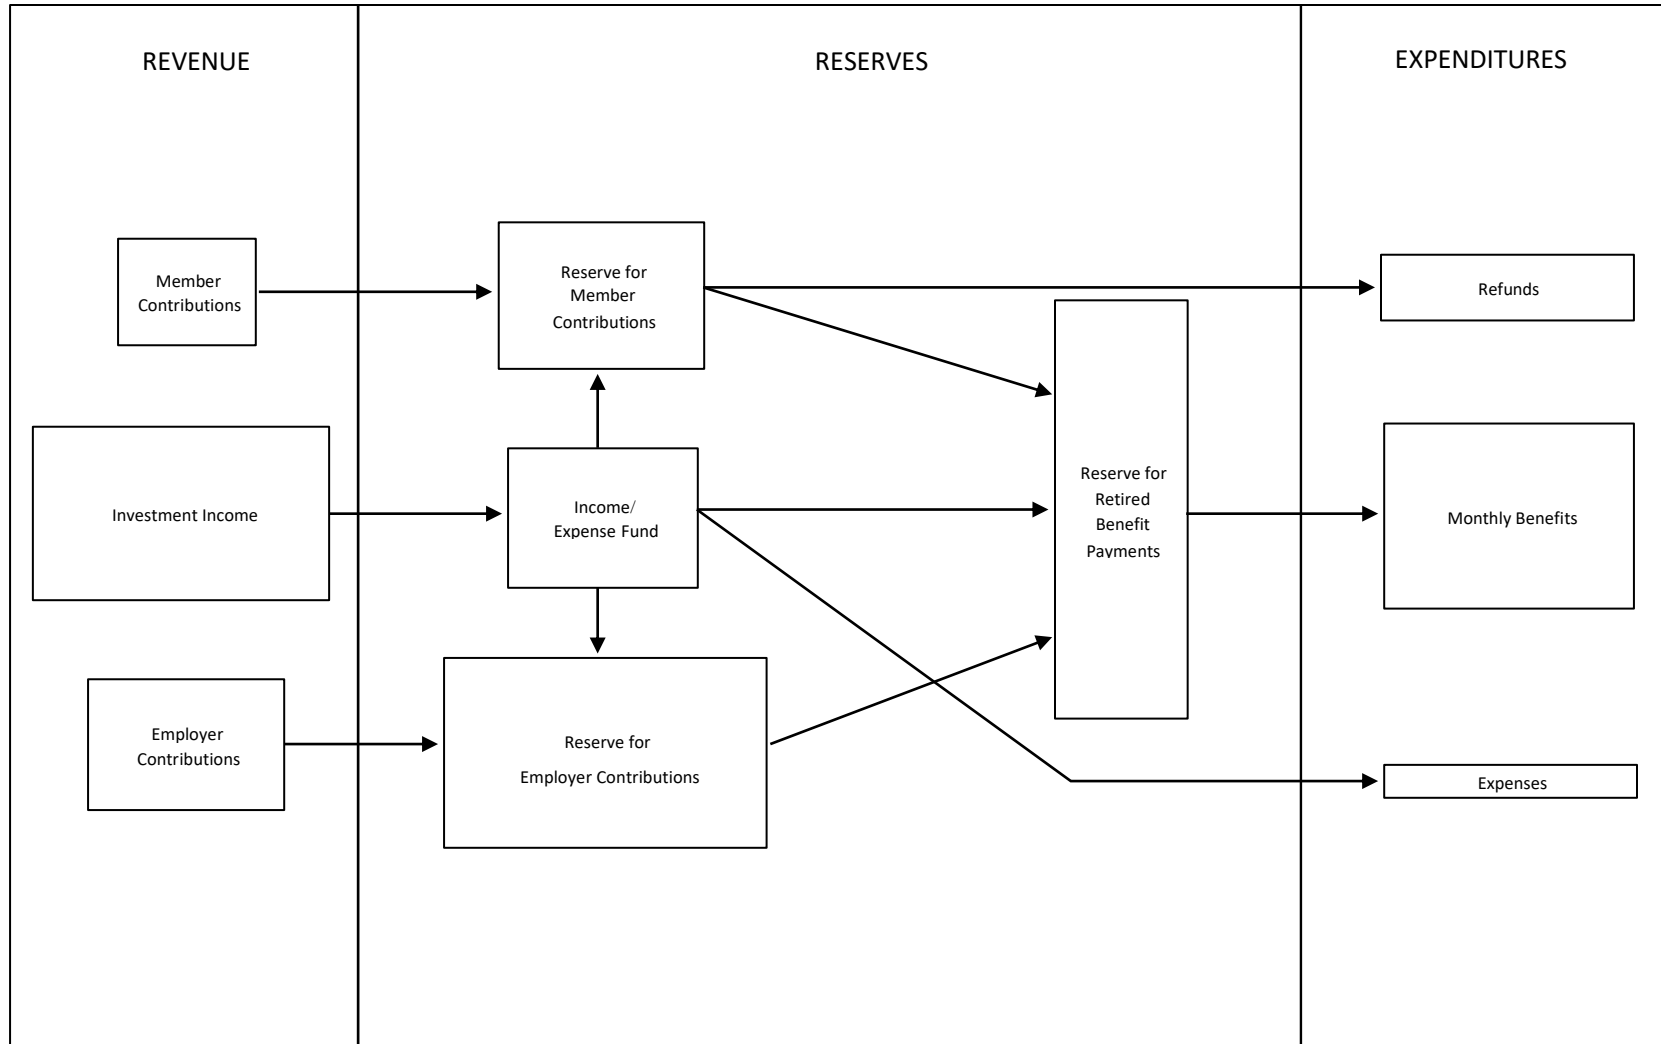 REVENUE
RESERVES
EXPENDITURES
Member
Contributions
Reserve for
Member
Contributions
Refunds
Investment Income
Income/
Expense Fund
Reserve for
Retired
Benefit
Payments
Monthly Benefits
Employer
Contributions
Reserve for
Employer Contributions
Expenses